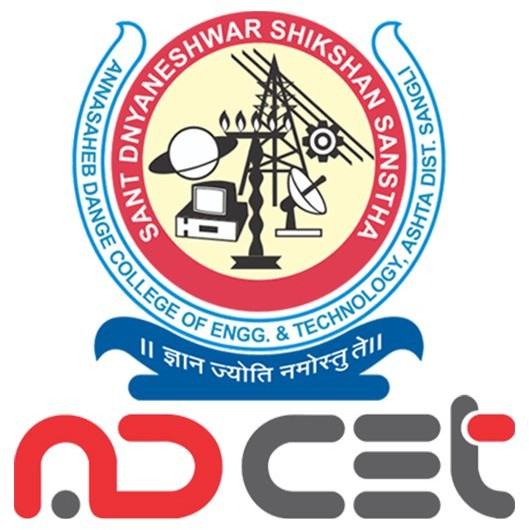 SANT DNYANESHWAR SHIKSHAN SANSTHA
ANNASAHEB DANGE COLLEGE OF ENGG. & TECHNOLOGY, ASHTA DIST. SANGLI
॥ ज्ञान ज्योति नमोस्तु ते॥
ADCET